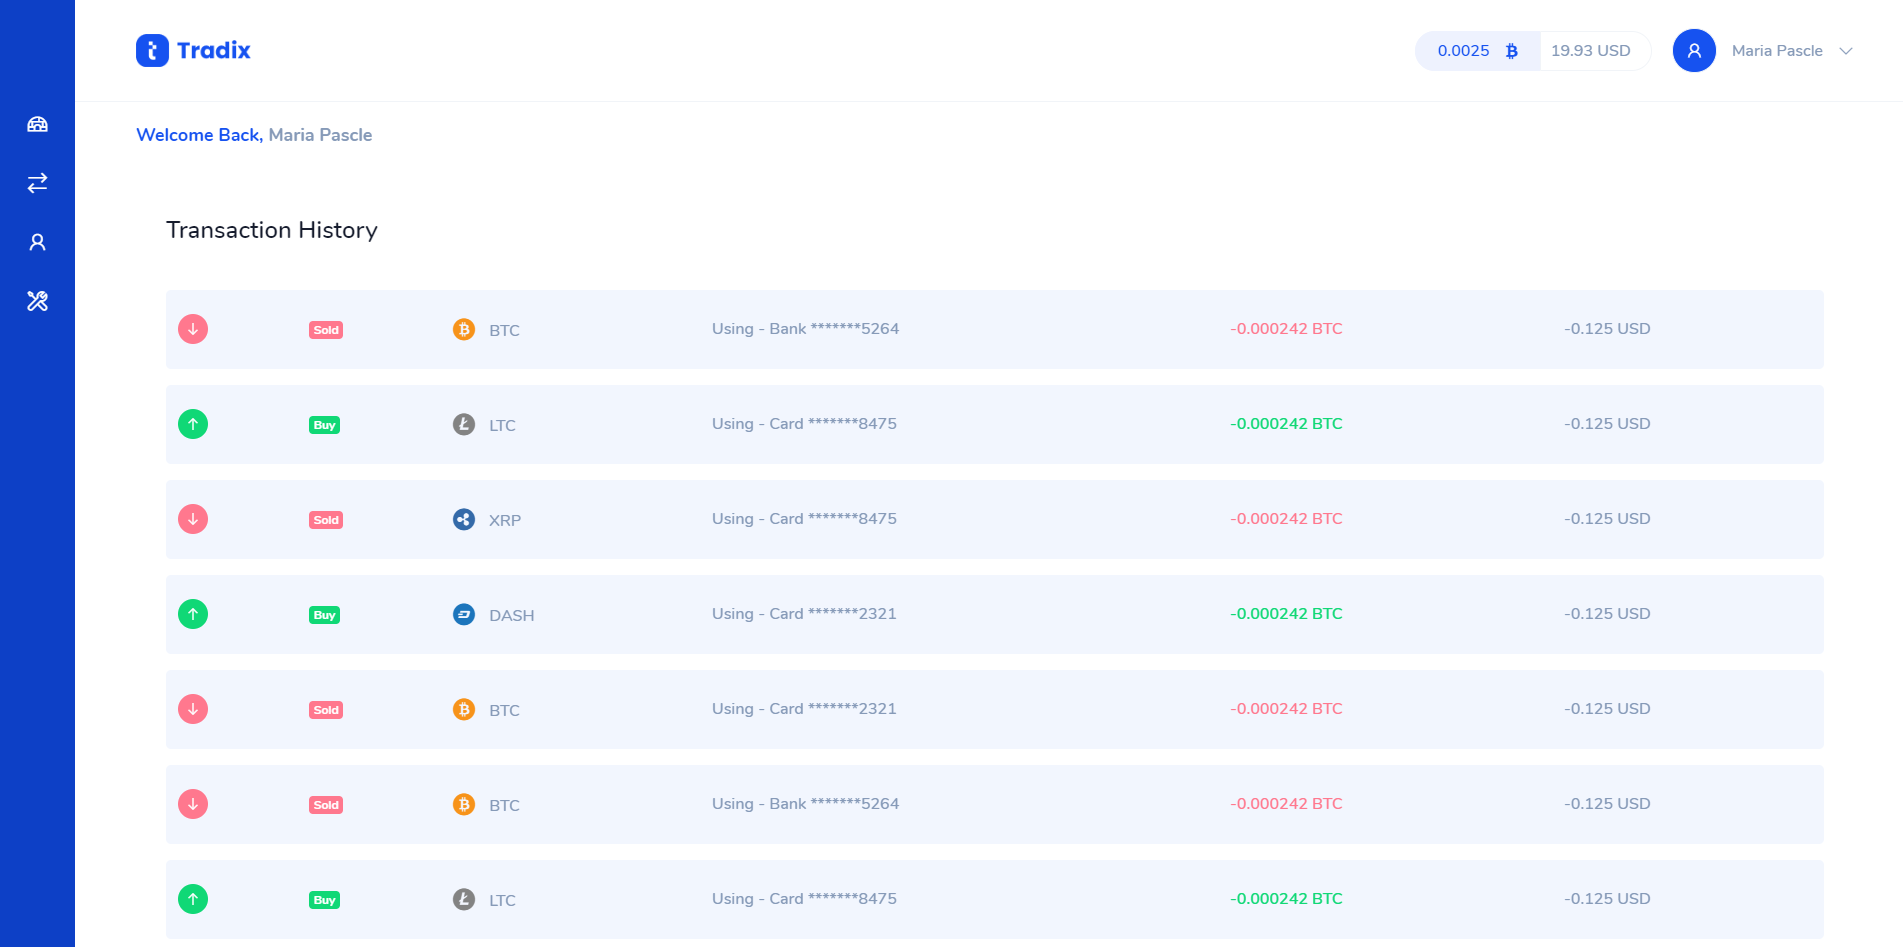 Tradix
0.0025 19.93 USD Maria Pascle
Welcome Back, Maria Pascle
Transaction History
Sold BTC Using - Bank *******5264 -0.000242 BTC -0.125 USD
Buy LTC Using - Card *******8475 -0.000242 BTC -0.125 USD
Sold XRP Using - Card *******8475 -0.000242 BTC -0.125 USD
Buy DASH Using - Card *******2321 -0.000242 BTC -0.125 USD
Sold BTC Using - Card *******2321 -0.000242 BTC -0.125 USD
Sold BTC Using - Bank *******5264 -0.000242 BTC -0.125 USD
Buy LTC Using - Card *******8475 -0.000242 BTC -0.125 USD